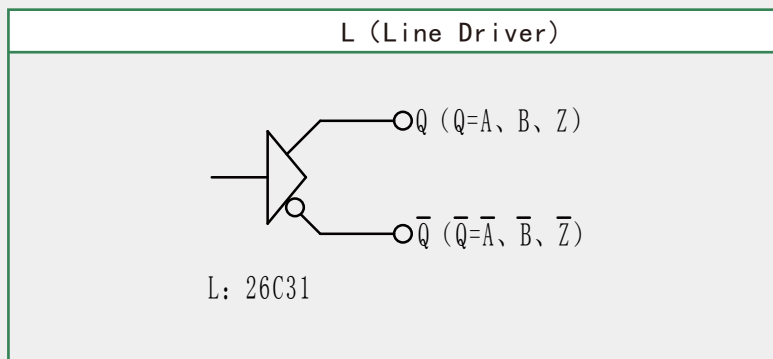 L (Line Driver)
Q (Q=A、B、Z)
Q̅ (Q̅=A̅、B̅、Z̅)
L: 26C31